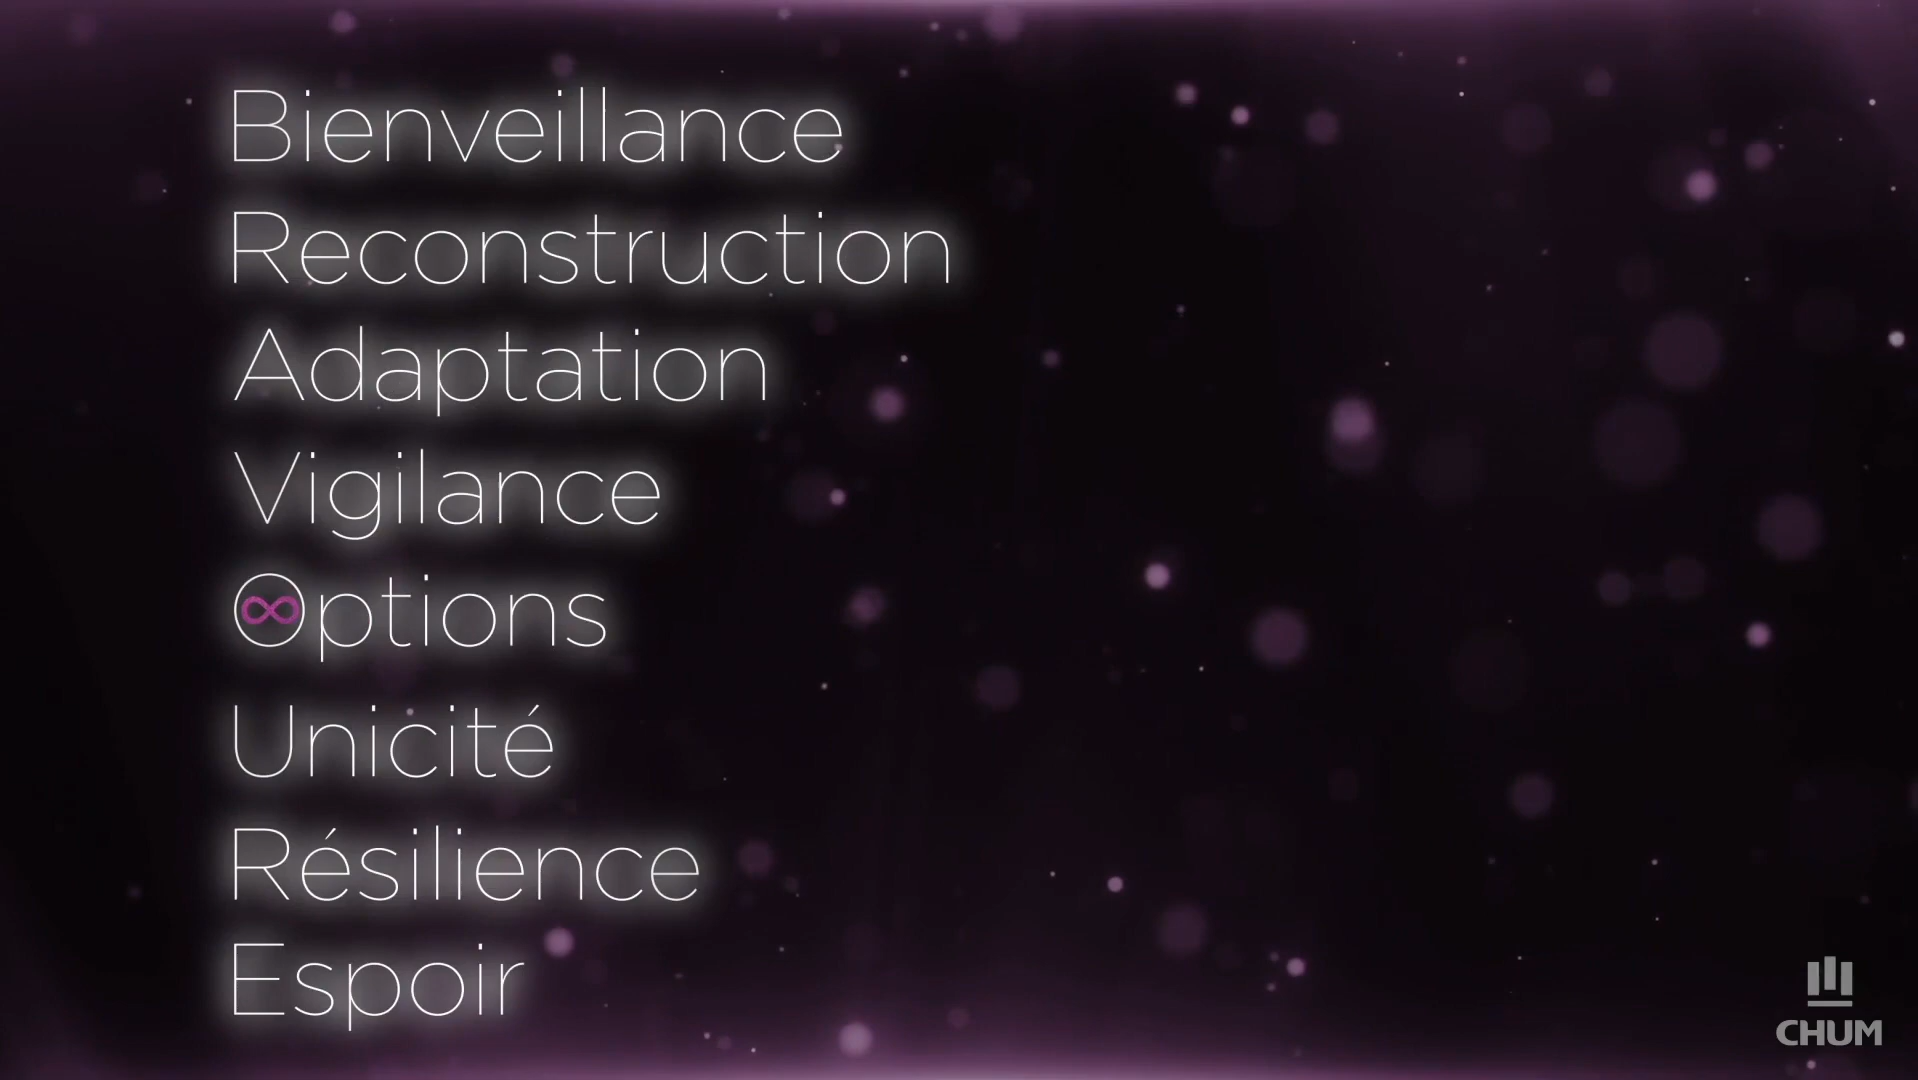 Bienveillance
Reconstruction
Adaptation
Vigilance
Options
Unicité
Résilience
Espoir
CHUM